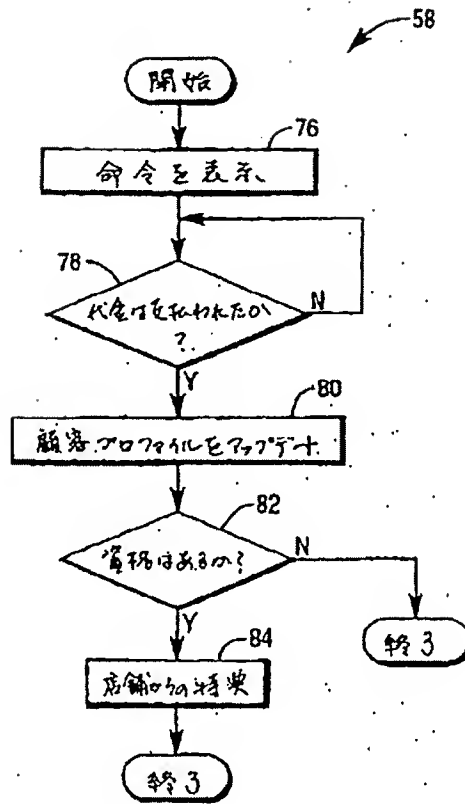 58
開始
76
命令を表示
78
代金は支払われたか
?
N
Y
80
顧客プロファイルをアップデート
82
資格はあるか?
N
Y
84
店舗からの特典
終了
終了